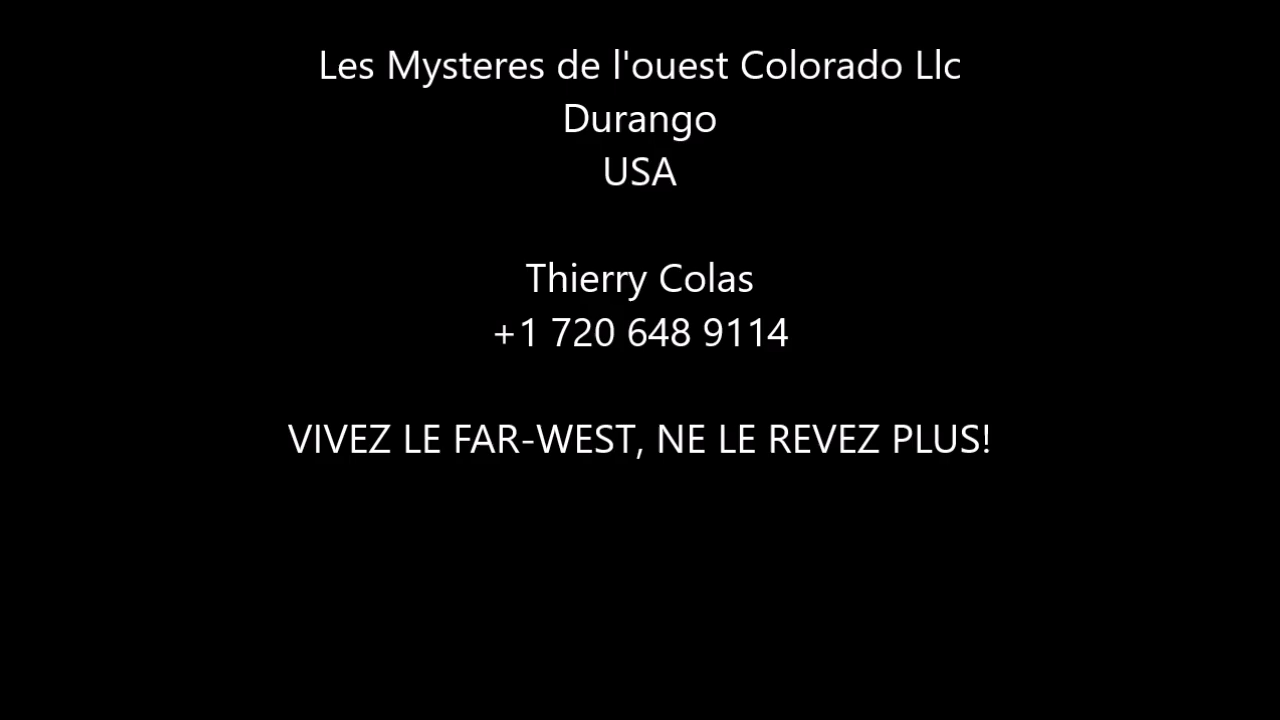 Les Mysteres de l'ouest Colorado Llc
Durango
USA
Thierry Colas
+1 720 648 9114
VIVEZ LE FAR-WEST, NE LE REVEZ PLUS!